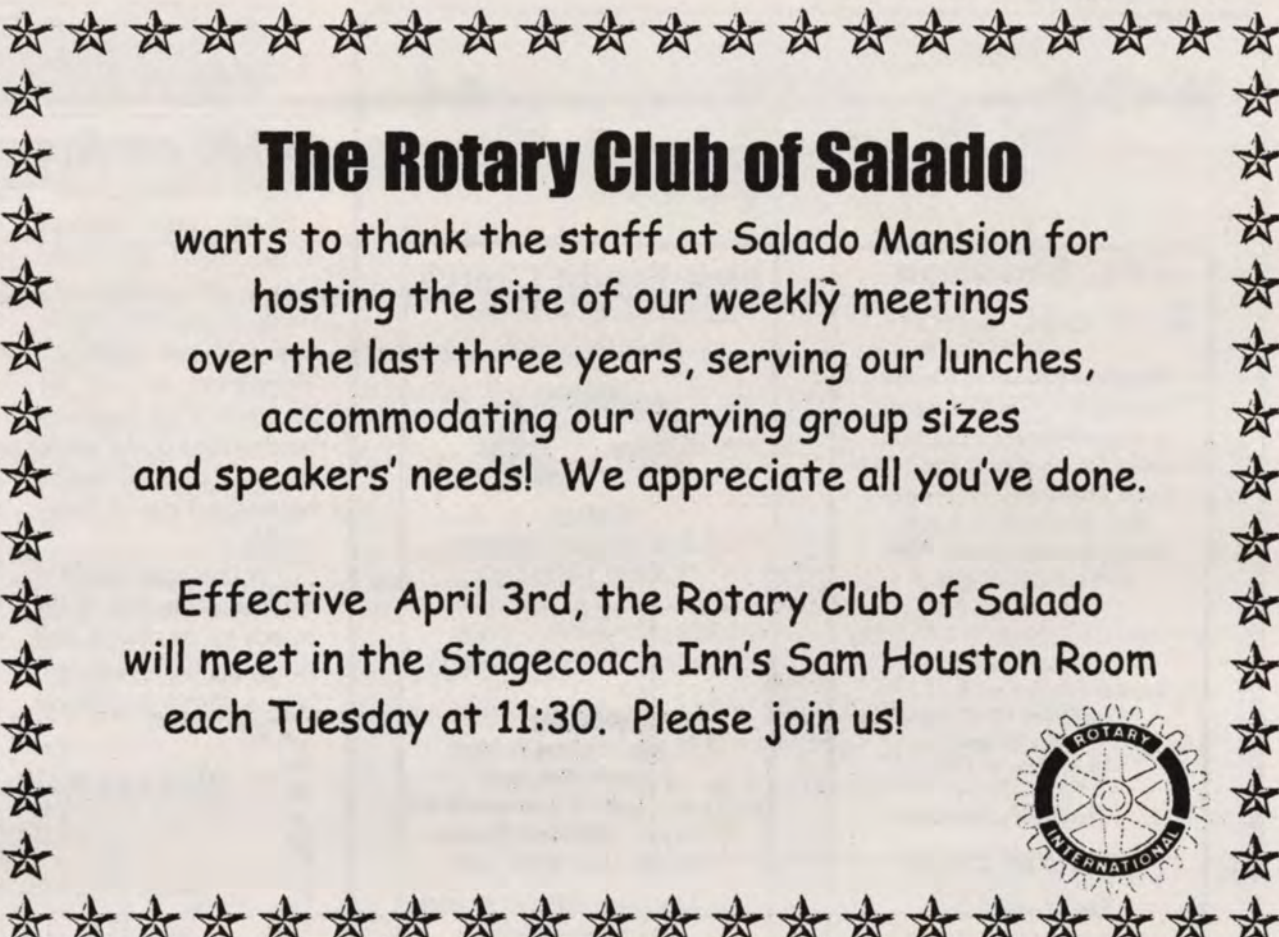 The Rotary Club of Salado
wants to thank the staff at Salado Mansion for
hosting the site of our weekly meetings
over the last three years, serving our lunches,
accommodating our varying group sizes
and speakers' needs! We appreciate all you've done.
Effective April 3rd, the Rotary Club of Salado
will meet in the Stagecoach Inn's Sam Houston Room
each Tuesday at 11:30. Please join us!
ROTARY
INTERNATIONAL